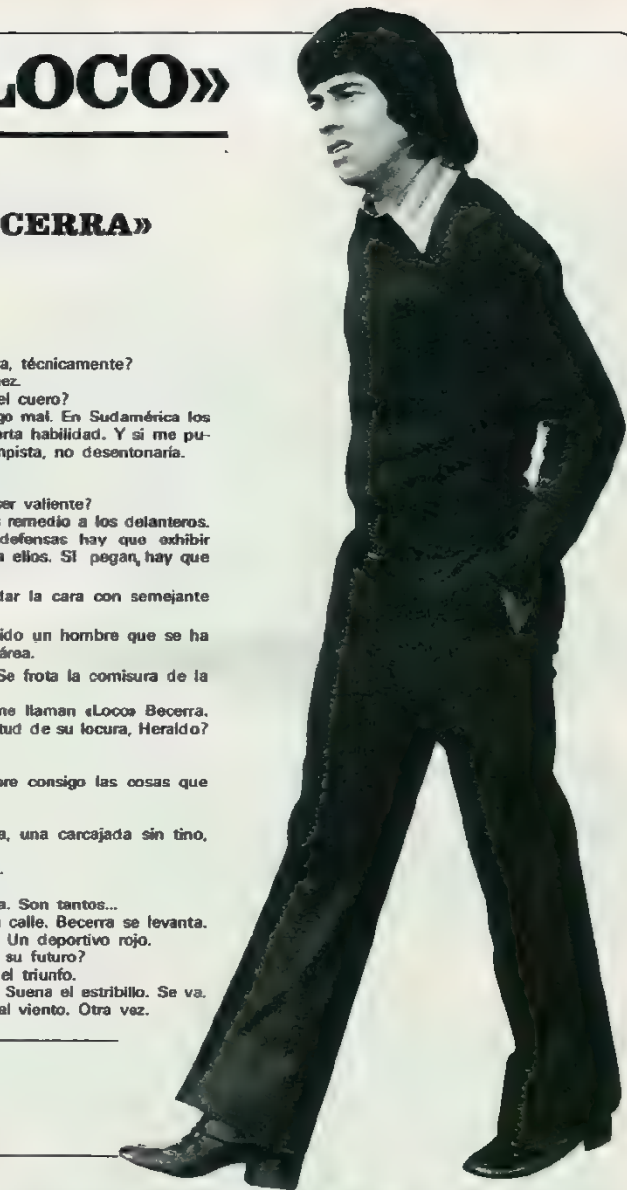 LOCO»
CERRA»
a, técnicamente?
ez.
el cuero?
go mal. En Sudamérica los
rta habilidad. Y si me pu-
mpista, no desentonaría.
ser valiente?
s remedio a los delanteros.
defensas hay que exhibir
a ellos. Si pegan, hay que
dar la cara con semejante
ido un hombre que se ha
área.
Se frota la comisura de la
me llaman «Loco» Becerra.
tud de su locura, Heraldo?
re consigo las cosas que
a, una carcajada sin tino,
.
a. Son tantos...
calle. Becerra se levanta.
Un deportivo rojo.
su futuro?
el triunfo.
Suena el estribillo. Se va.
al viento. Otra vez.